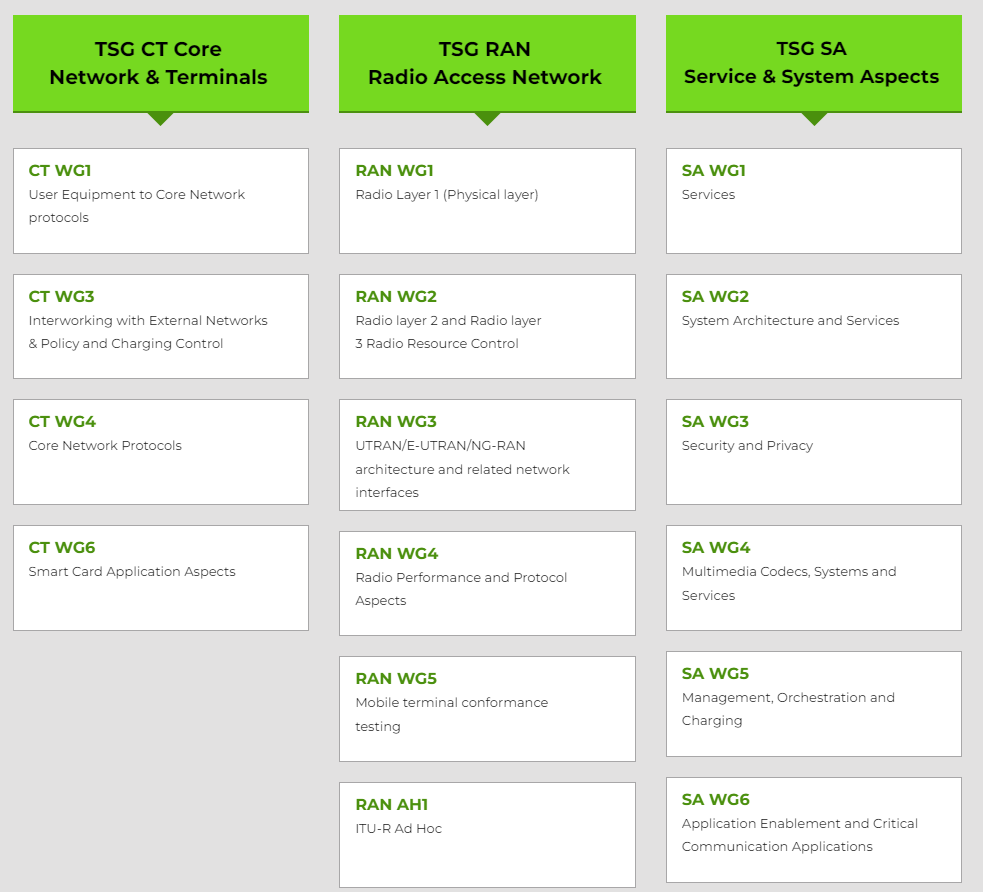 TSG CT Core
Network & Terminals
CT WG1
User Equipment to Core Network
protocols
CT WG3
Interworking with External Networks
& Policy and Charging Control
CT WG4
Core Network Protocols
CT WG6
Smart Card Application Aspects
TSG RAN
Radio Access Network
RAN WG1
Radio Layer 1 (Physical layer)
RAN WG2
Radio layer 2 and Radio layer
3 Radio Resource Control
RAN WG3
UTRAN/E-UTRAN/NG-RAN
architecture and related network
interfaces
RAN WG4
Radio Performance and Protocol
Aspects
RAN WG5
Mobile terminal conformance
testing
RAN AH1
ITU-R Ad Hoc
TSG SA
Service & System Aspects
SA WG1
Services
SA WG2
System Architecture and Services
SA WG3
Security and Privacy
SA WG4
Multimedia Codecs, Systems and
Services
SA WG5
Management, Orchestration and
Charging
SA WG6
Application Enablement and Critical
Communication Applications